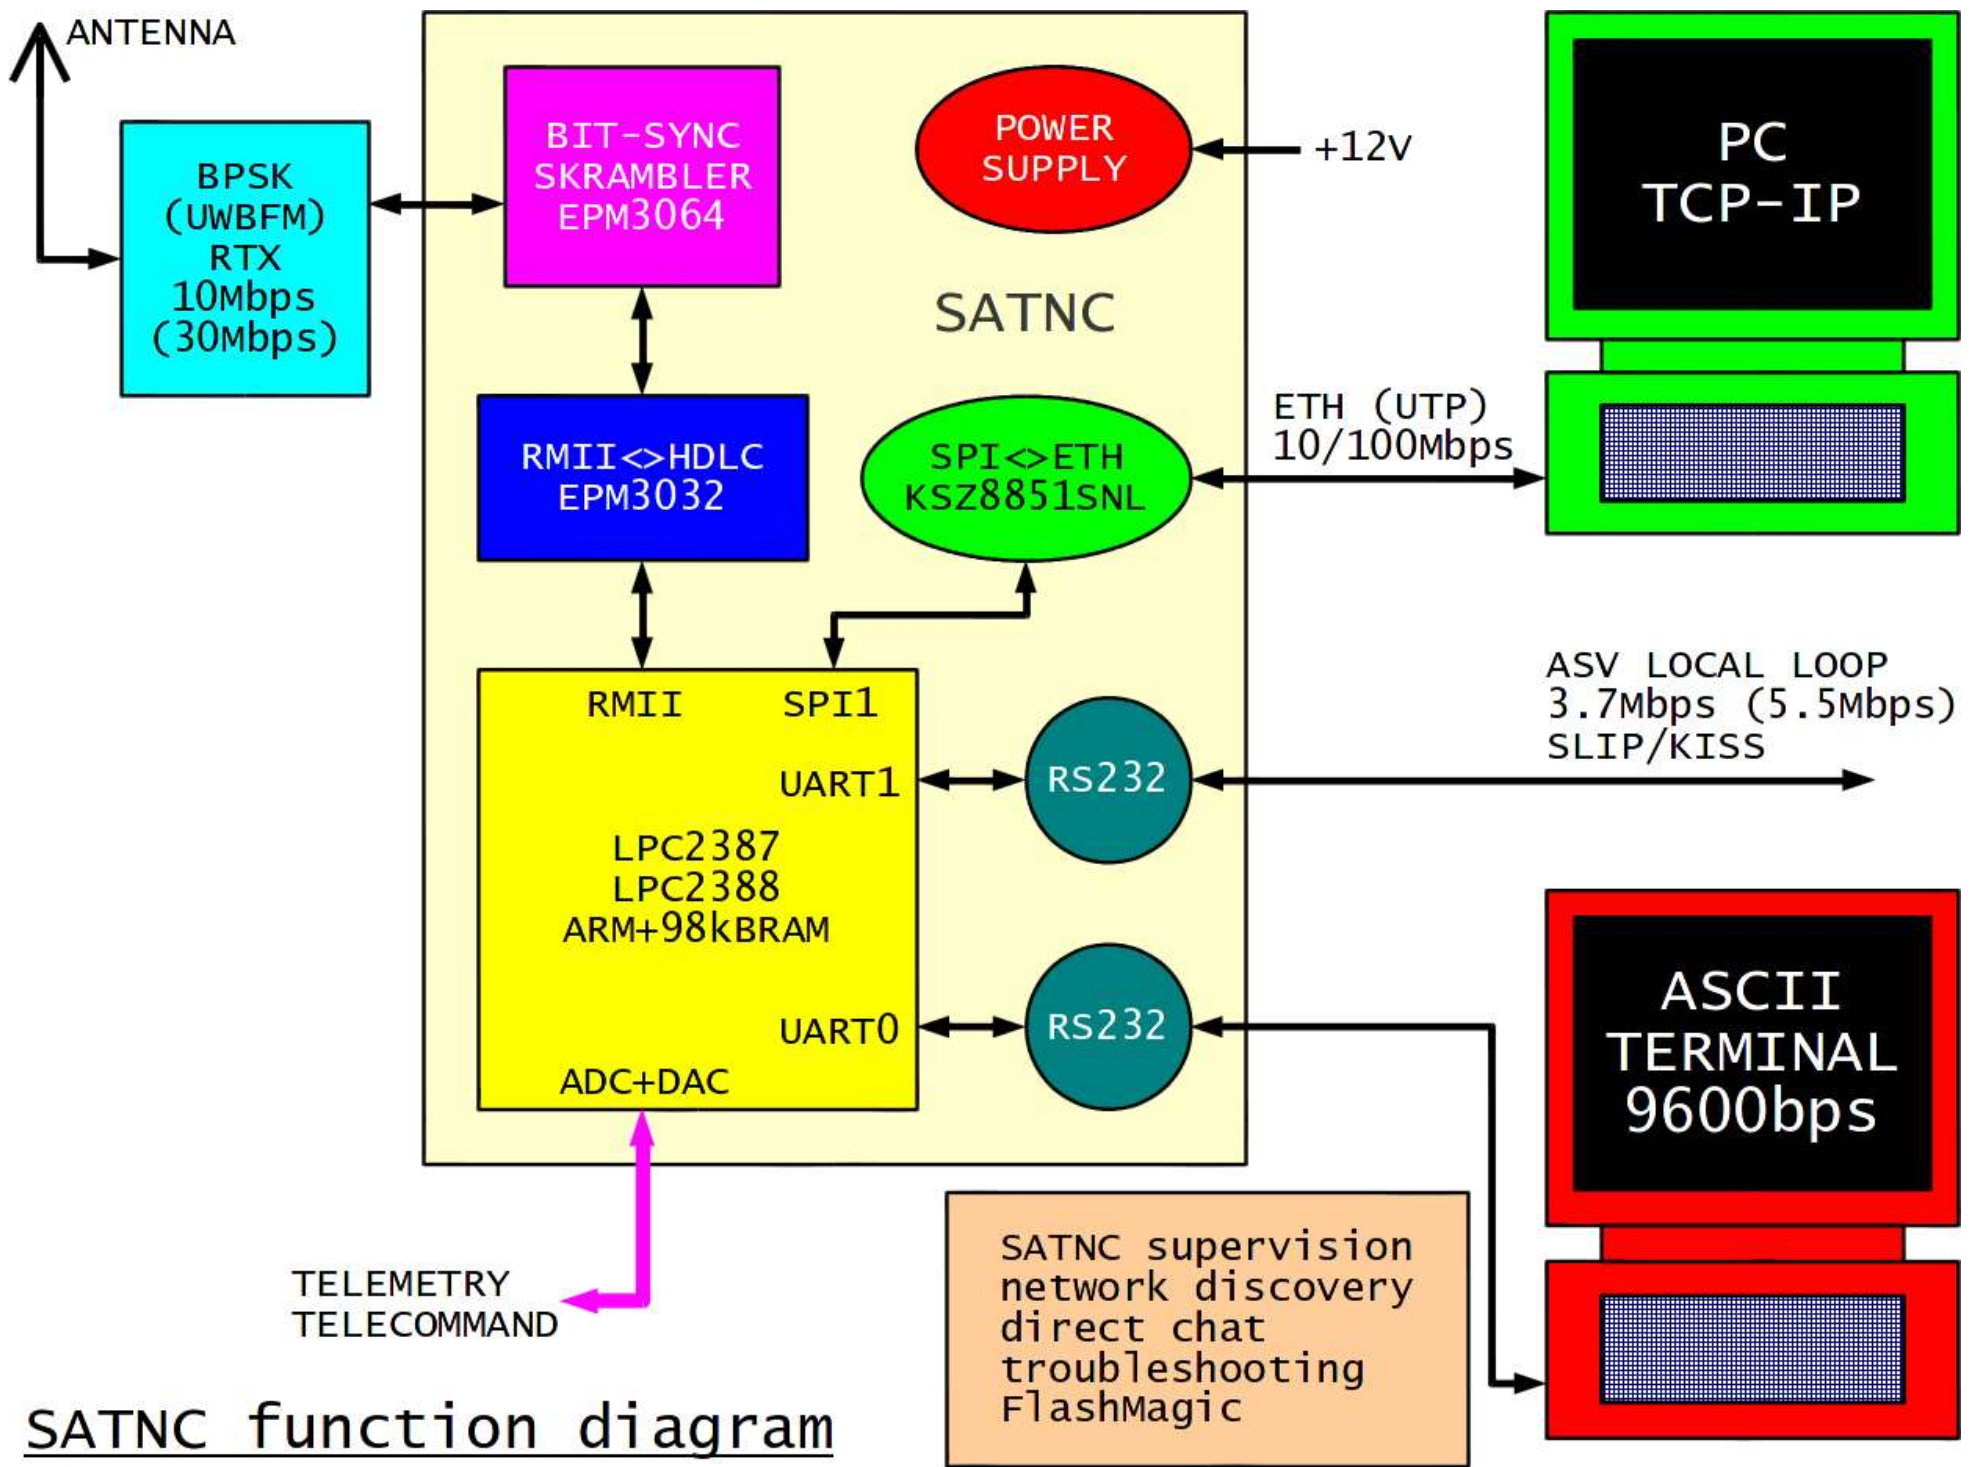 ANTENNA
BPSK
(UWBFM)
RTX
10Mbps
(30Mbps)
BIT-SYNC
SKRAMBLER
EPM3064
POWER
SUPPLY
+12V
PC
TCP-IP
SATNC
RMII<>HDLC
EPM3032
SPI<>ETH
KSZ8851SNL
ETH (UTP)
10/100Mbps
RMII
SPI1
UART1
LPC2387
LPC2388
ARM+98kBRAM
UART0
ADC+DAC
RS232
ASV LOCAL LOOP
3.7Mbps (5.5Mbps)
SLIP/KISS
RS232
ASCII
TERMINAL
9600bps
TELEMETRY
TELECOMMAND
SATNC supervision
network discovery
direct chat
troubleshooting
FlashMagic
SATNC function diagram